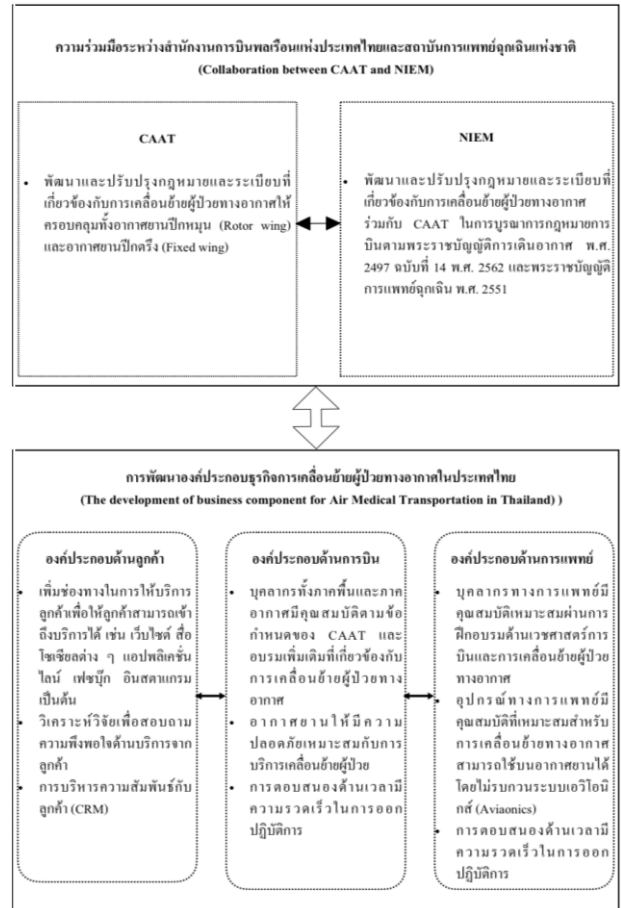 ความร่วมมือระหว่างสำนักงานการบินพลเรือนแห่งประเทศไทยและสถาบันการแพทย์ฉุกเฉินแห่งชาติ
(Collaboration between CAAT and NIEM)
CAAT
• พัฒนาและปรับปรุงกฎหมายและระเบียบที่
เกี่ยวข้องกับการเคลื่อนย้ายผู้ป่วยทางอากาศให้
ครอบคลุมทั้งอากาศยานปีกหมุน (Rotor wing)
และอากาศยานปีกตรึง (Fixed wing)
NIEM
• พัฒนาและปรับปรุงกฎหมายและระเบียบที่
เกี่ยวข้องกับการเคลื่อนย้ายผู้ป่วยทางอากาศ
ร่วมกับ CAAT ในการบูรณาการกฎหมายการ
บินตามพระราชบัญญัติการเดินอากาศ พ.ศ.
2497 ฉบับที่ 14 พ.ศ. 2562 และพระราชบัญญัติ
การแพทย์ฉุกเฉิน พ.ศ. 2551
การพัฒนาองค์ประกอบธุรกิจการเคลื่อนย้ายผู้ป่วยทางอากาศในประเทศไทย
(The development of business component for Air Medical Transportation in Thailand) )
องค์ประกอบด้านลูกค้า
• เพิ่มช่องทางในการให้บริการ
ลูกค้าเพื่อให้ลูกค้าสามารถเข้า
ถึงบริการได้ เช่น เว็บไซต์ สื่อ
โซเชียลต่าง ๆ แอปพลิเคชั่น
ไลน์ เฟซบุ๊ก อินสตาแกรม
เป็นต้น
• วิเคราะห์วิจัยเพื่อสอบถาม
ความพึงพอใจด้านบริการจาก
ลูกค้า
• การบริหารความสัมพันธ์กับ
ลูกค้า (CRM)
องค์ประกอบด้านการบิน
• บุคลากรทั้งภาคพื้นและภาค
อากาศมีคุณสมบัติตามข้อ
กำหนดของ CAAT และ
อบรมเพิ่มเติมที่เกี่ยวข้องกับ
การเคลื่อนย้ายผู้ป่วยทาง
อากาศ
• อากาศยานให้มีความ
ปลอดภัยเหมาะสมกับการ
บริการเคลื่อนย้ายผู้ป่วย
• การตอบสนองด้านเวลามี
ความรวดเร็วในการออก
ปฏิบัติการ
องค์ประกอบด้านการแพทย์
• บุคลากรทางการแพทย์มี
คุณสมบัติเหมาะสมผ่านการ
ฝึกอบรมด้านเวชศาสตร์การ
บินและการเคลื่อนย้ายผู้ป่วย
ทางอากาศ
• อุปกรณ์ทางการแพทย์มี
คุณสมบัติที่เหมาะสมสำหรับ
การเคลื่อนย้ายทางอากาศ
สามารถใช้บนอากาศยานได้
โดยไม่รบกวนระบบเอวิโอนิ
กส์ (Aviaonics)
• การตอบสนองด้านเวลามี
ความรวดเร็วในการออก
ปฏิบัติการ